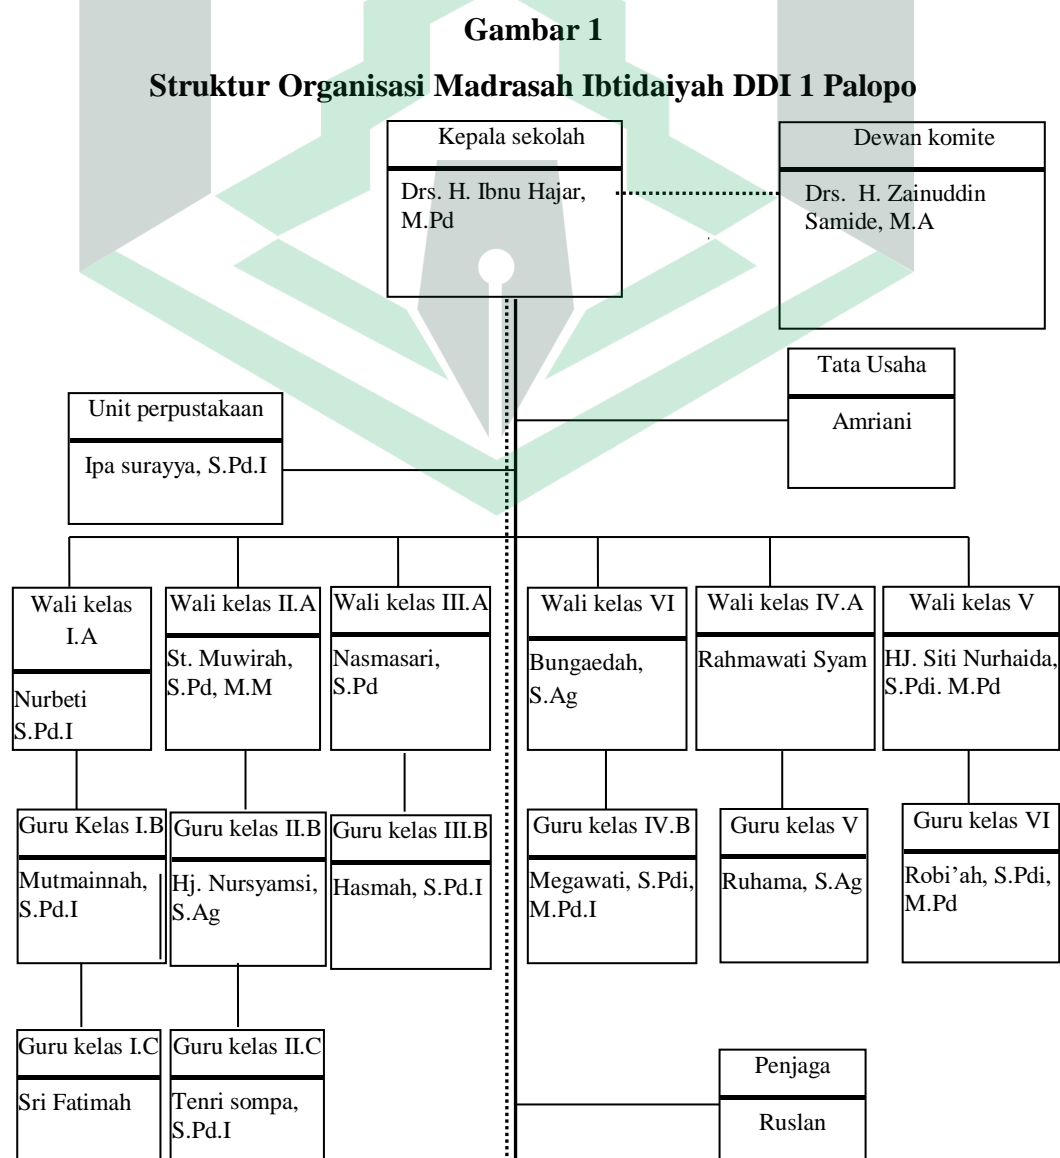 Gambar 1
Struktur Organisasi Madrasah Ibtidaiyah DDI 1 Palopo
Kepala sekolah
Drs. H. Ibnu Hajar,
M.Pd
Dewan komite
Drs. H. Zainuddin
Samide, M.A
Tata Usaha
Amriani
Unit perpustakaan
Ipa surayya, S.Pd.I
Wali kelas
I.A
Nurbeti
S.Pd.I
Wali kelas II.A
St. Muwirah,
S.Pd, M.M
Wali kelas III.A
Nasmasari,
S.Pd
Wali kelas VI
Bungaedah,
S.Ag
Wali kelas IV.A
Rahmawati Syam
Wali kelas V
HJ. Siti Nurhaida,
S.Pdi. M.Pd
Guru Kelas I.B
Mutmainnah,
S.Pd.I
Guru kelas II.B
Hj. Nursyamsi,
S.Ag
Guru kelas III.B
Hasmah, S.Pd.I
Guru kelas IV.B
Megawati, S.Pdi,
M.Pd.I
Guru kelas V
Ruhama, S.Ag
Guru kelas VI
Robi’ah, S.Pdi,
M.Pd
Guru kelas I.C
Sri Fatimah
Guru kelas II.C
Tenri sompa,
S.Pd.I
Penjaga
Ruslan